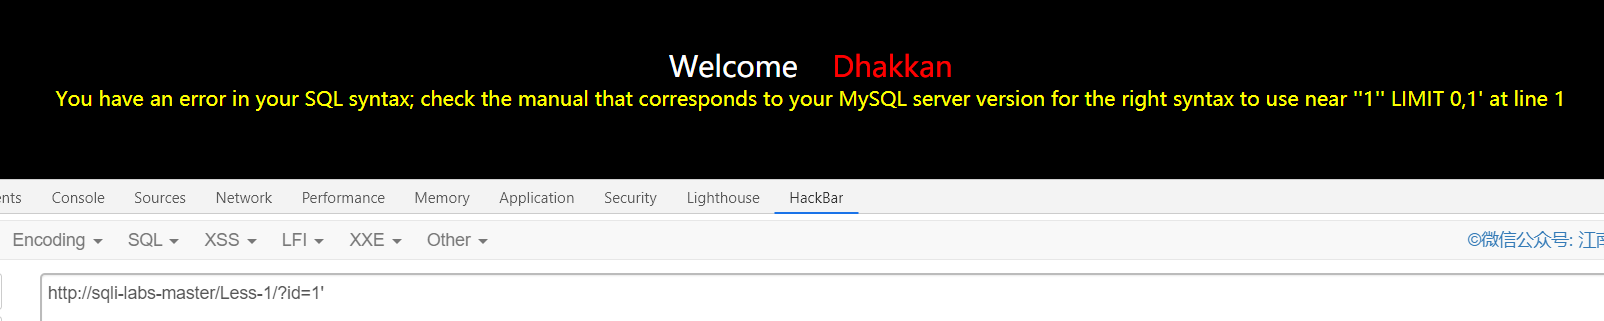 Welcome Dhakkan
You have an error in your SQL syntax; check the manual that corresponds to your MySQL server version for the right syntax to use near ''1'' LIMIT 0,1' at line 1
ents Console Sources Network Performance Memory Application Security Lighthouse HackBar
Encoding SQL XSS LFI XXE Other ©微信公众号: 江南
http://sqli-labs-master/Less-1/?id=1'